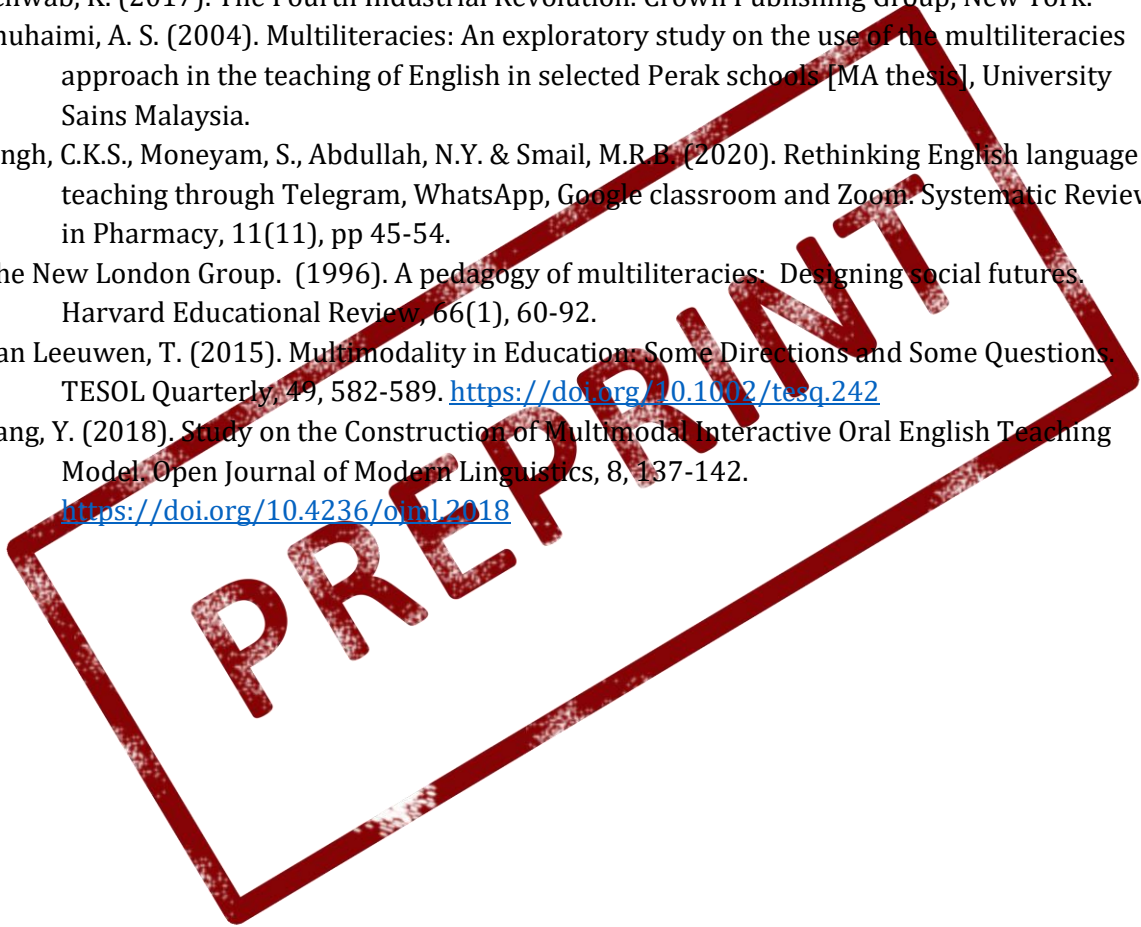 chwab, K. (2017). The Fourth Industrial Revolution. Crown Publishing Group, New York.
nuhaimi, A. S. (2004). Multiliteracies: An exploratory study on the use of the multiliteracies
approach in the teaching of English in selected Perak schools [MA thesis], University
Sains Malaysia.
ngh, C.K.S., Moneyam, S., Abdullah, N.Y. & Smail, M.R.B. (2020). Rethinking English language
teaching through Telegram, WhatsApp, Google classroom and Zoom. Systematic Review
in Pharmacy, 11(11), pp 45-54.
he New London Group. (1996). A pedagogy of multiliteracies: Designing social futures.
Harvard Educational Review, 66(1), 60-92.
an Leeuwen, T. (2015). Multimodality in Education: Some Directions and Some Questions.
TESOL Quarterly, 49, 582-589. https://doi.org/10.1002/tesq.242
ang, Y. (2018). Study on the Construction of Multimodal Interactive Oral English Teaching
Model. Open Journal of Modern Linguistics, 8, 137-142.
https://doi.org/10.4236/ojml.2018
PREPRINT